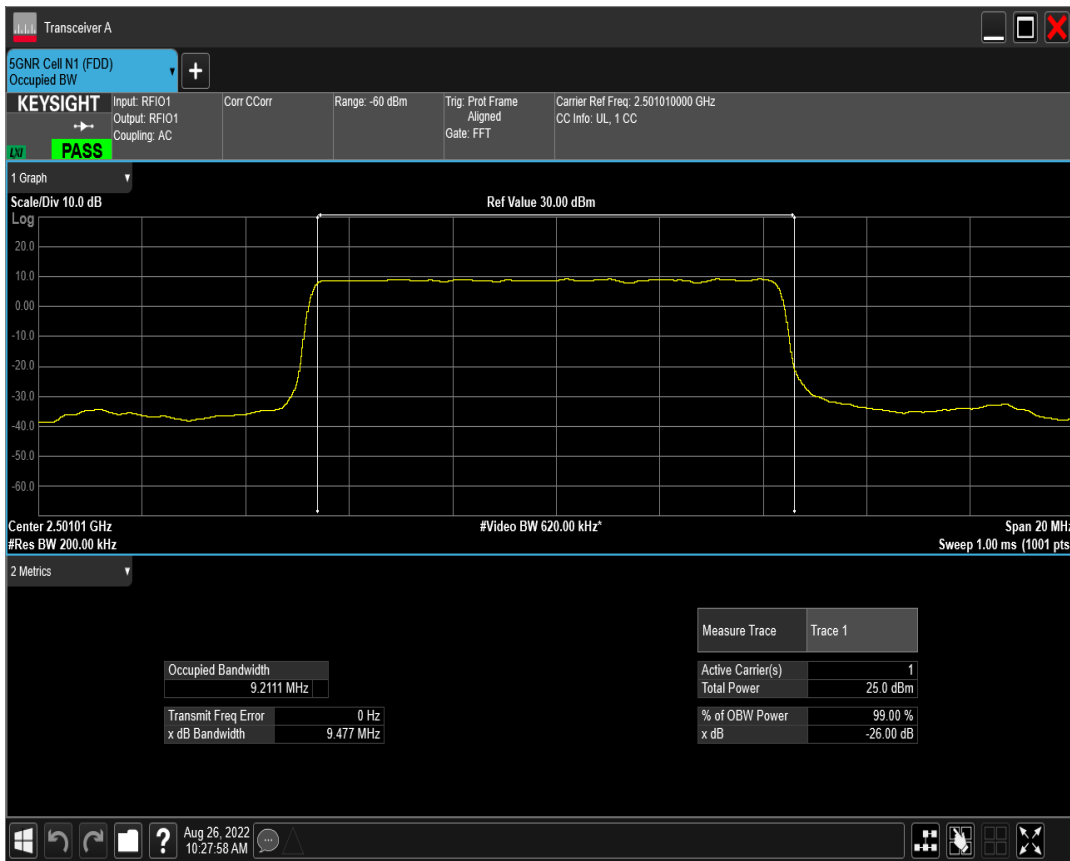 Transceiver A
5GNR Cell N1 (FDD)
Occupied BW
+
KEYSIGHT
LXI
PASS
Input: RFIO1
Output: RFIO1
Coupling: AC
Corr CCorr
Range: -60 dBm
Trig: Prot Frame
Aligned
Gate: FFT
Carrier Ref Freq: 2.501010000 GHz
CC Info: UL, 1 CC
1 Graph
Scale/Div 10.0 dB
Ref Value 30.00 dBm
Log
20.0
10.0
0.00
-10.0
-20.0
-30.0
-40.0
-50.0
-60.0
Center 2.50101 GHz
#Video BW 620.00 kHz*
Span 20 MHz
#Res BW 200.00 kHz
Sweep 1.00 ms (1001 pts
2 Metrics
Measure Trace Trace 1
Occupied Bandwidth
9.2111 MHz
Active Carrier(s) 1
Total Power 25.0 dBm
Transmit Freq Error 0 Hz
x dB Bandwidth 9.477 MHz
% of OBW Power 99.00 %
x dB -26.00 dB
?
Aug 26, 2022
10:27:58 AM